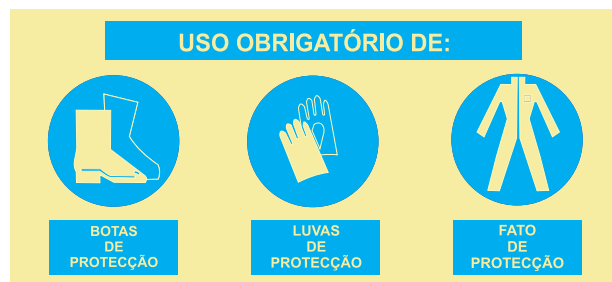 USO OBRIGATÓRIO DE:
BOTAS
DE
PROTECÇÃO
LUVAS
DE
PROTECÇÃO
FATO
DE
PROTECÇÃO